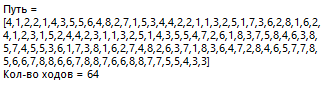 Путь =
[4,1,2,2,1,4,3,5,5,6,4,8,2,7,1,5,3,4,4,2,2,1,1,3,2,5,1,7,3,6,2,8,1,6,2,
4,1,2,3,1,5,2,4,4,2,3,1,1,3,2,5,1,4,3,5,5,4,7,2,6,1,8,3,7,5,8,4,6,3,8,
5,7,4,5,5,3,6,1,7,3,8,1,6,2,7,4,8,2,6,3,7,1,8,3,6,4,7,2,8,4,6,5,7,7,8,
5,6,6,7,8,8,6,6,7,8,8,7,6,6,8,8,7,7,5,5,4,3,3]
Кол-во ходов = 64